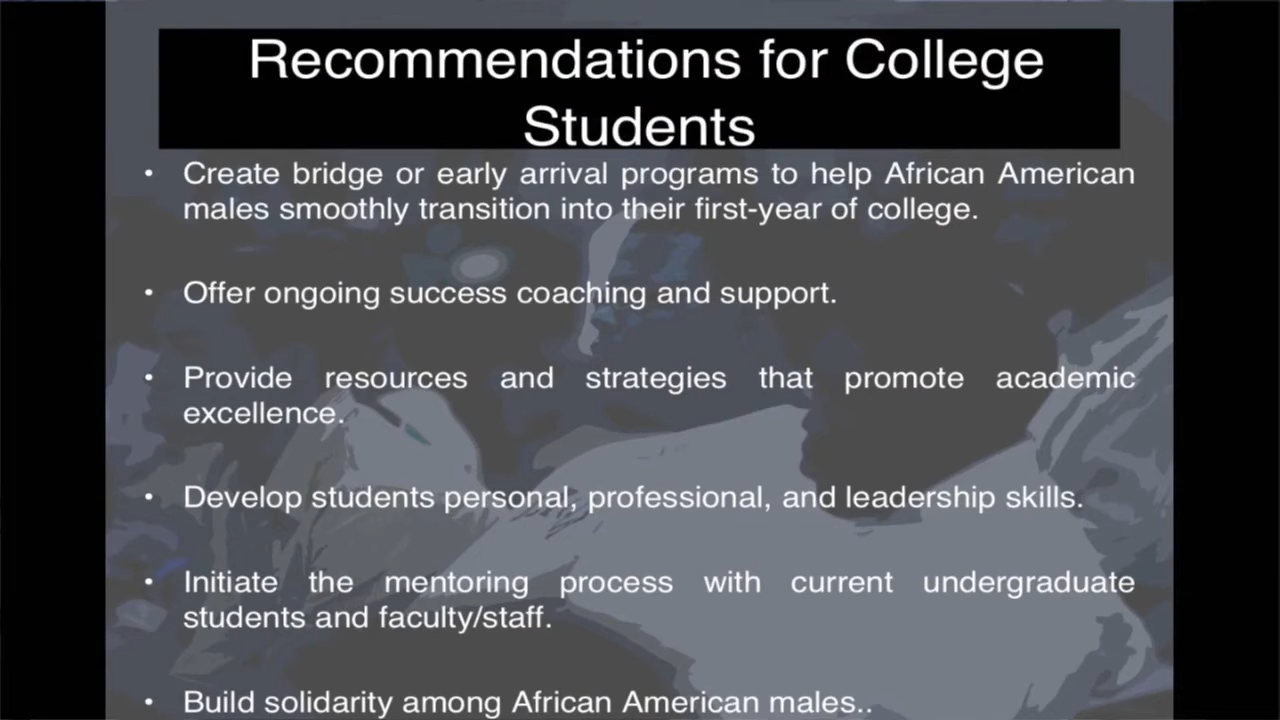 Recommendations for College
Students
• Create bridge or early arrival programs to help African American
males smoothly transition into their first-year of college.
• Offer ongoing success coaching and support.
• Provide resources and strategies that promote academic
excellence.
• Develop students personal, professional, and leadership skills.
• Initiate the mentoring process with current undergraduate
students and faculty/staff.
• Build solidarity among African American males..